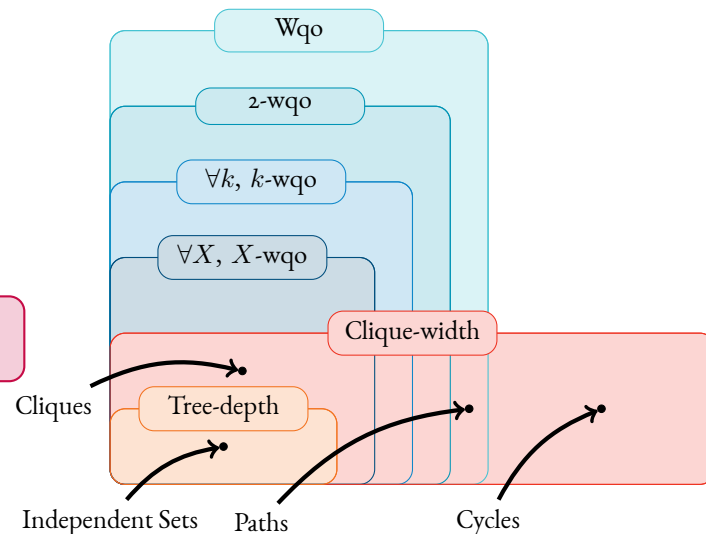 Wqo
2-wqo
∀k, k-wqo
∀X, X-wqo
Clique-width
Cliques
Tree-depth
Independent Sets
Paths
Cycles